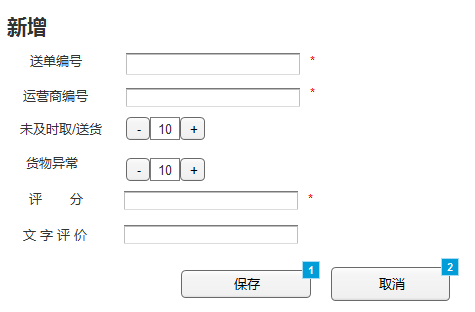 新增
送单编号 *
运营商编号 *
未及时取/送货 - 10 +
货物异常 - 10 +
评 分 *
文字评价
保存 1 取消 2